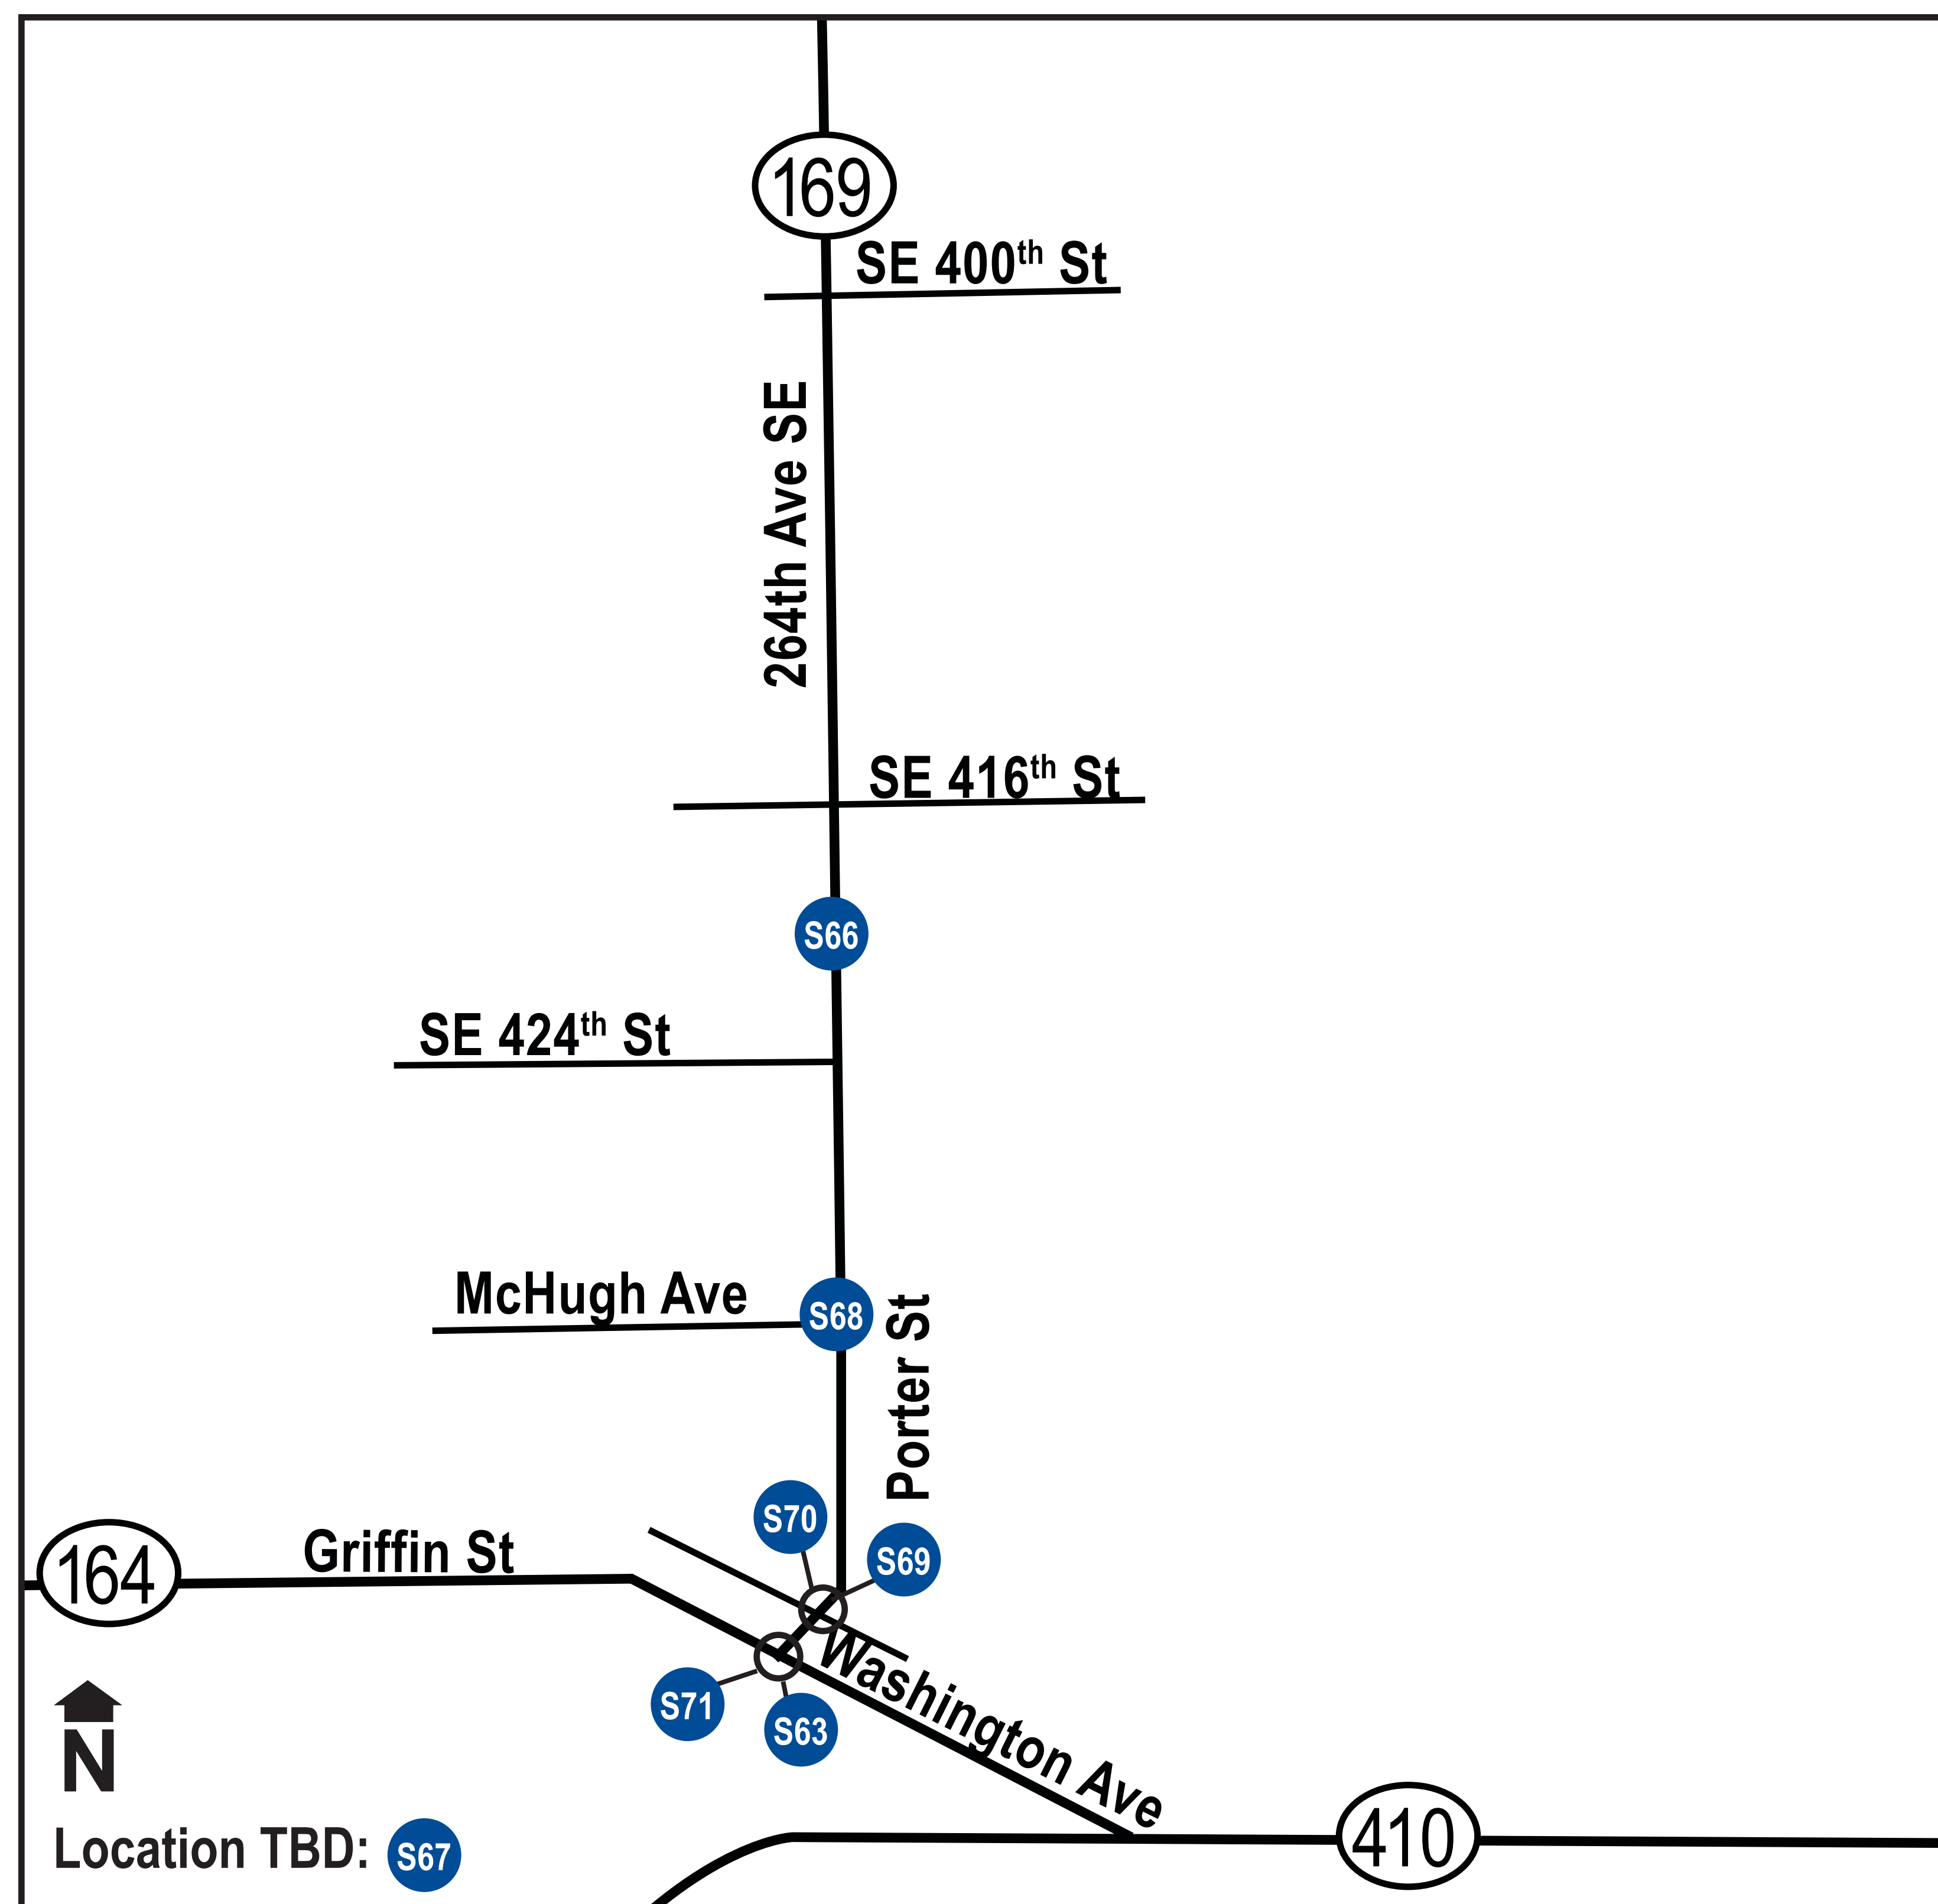 169
SE 400th St
264th Ave SE
SE 416th St
S66
SE 424th St
McHugh Ave
S68
Porter St
S70
S69
164
Griffin St
Washington Ave
S71
S63
N
410
Location TBD: S67